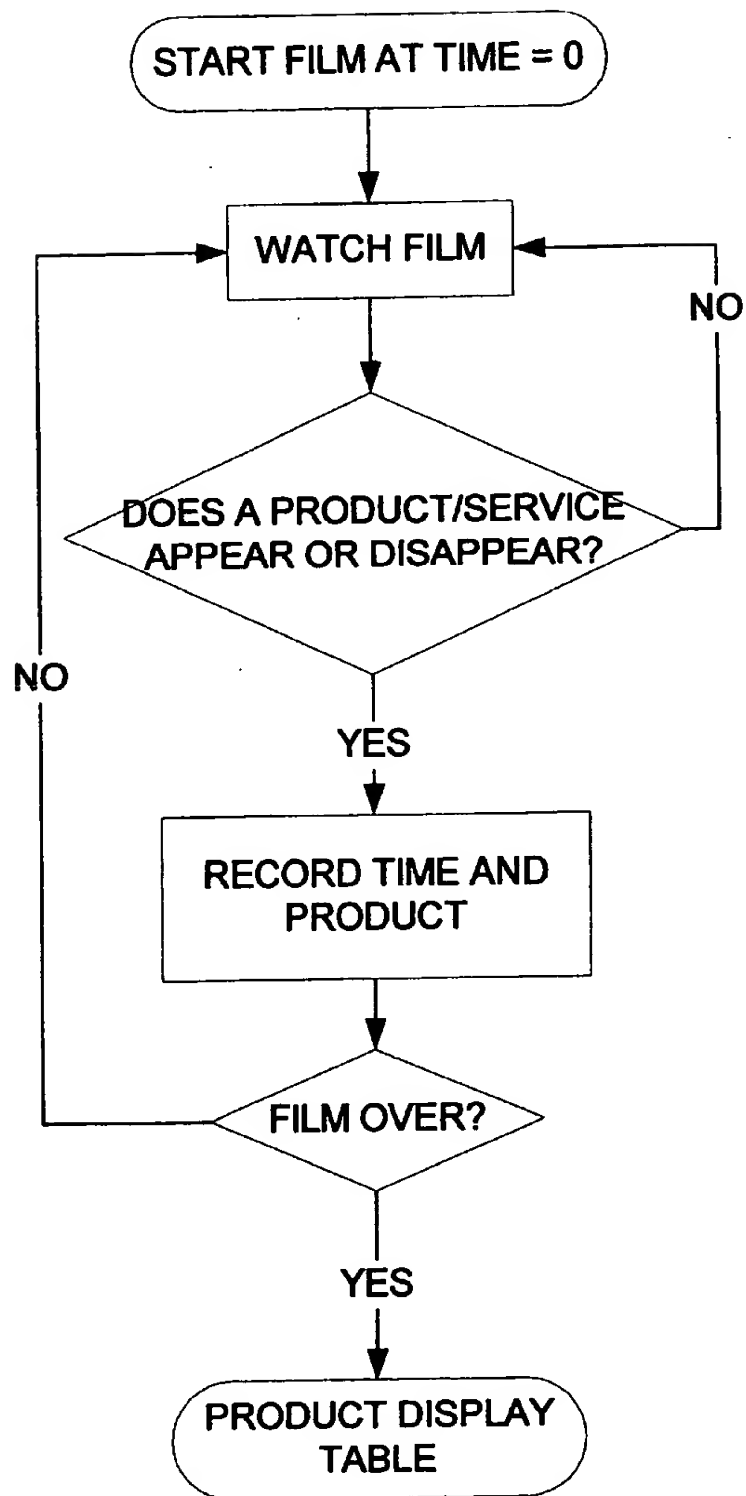 START FILM AT TIME = 0
WATCH FILM
NO
DOES A PRODUCT/SERVICE
APPEAR OR DISAPPEAR?
NO
YES
RECORD TIME AND
PRODUCT
FILM OVER?
YES
PRODUCT DISPLAY
TABLE